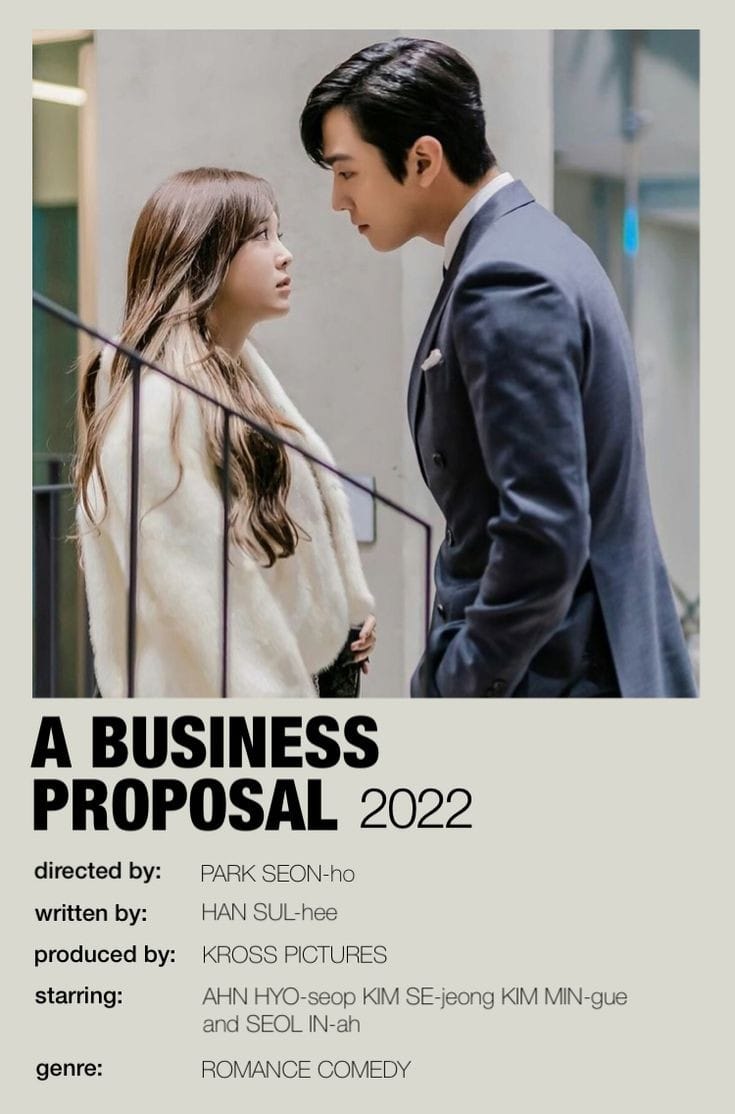 A BUSINESS
PROPOSAL 2022
directed by: PARK SEON-ho
written by: HAN SUL-hee
produced by: KROSS PICTURES
starring: AHN HYO-seop KIM SE-jeong KIM MIN-gue
and SEOL IN-ah
genre: ROMANCE COMEDY